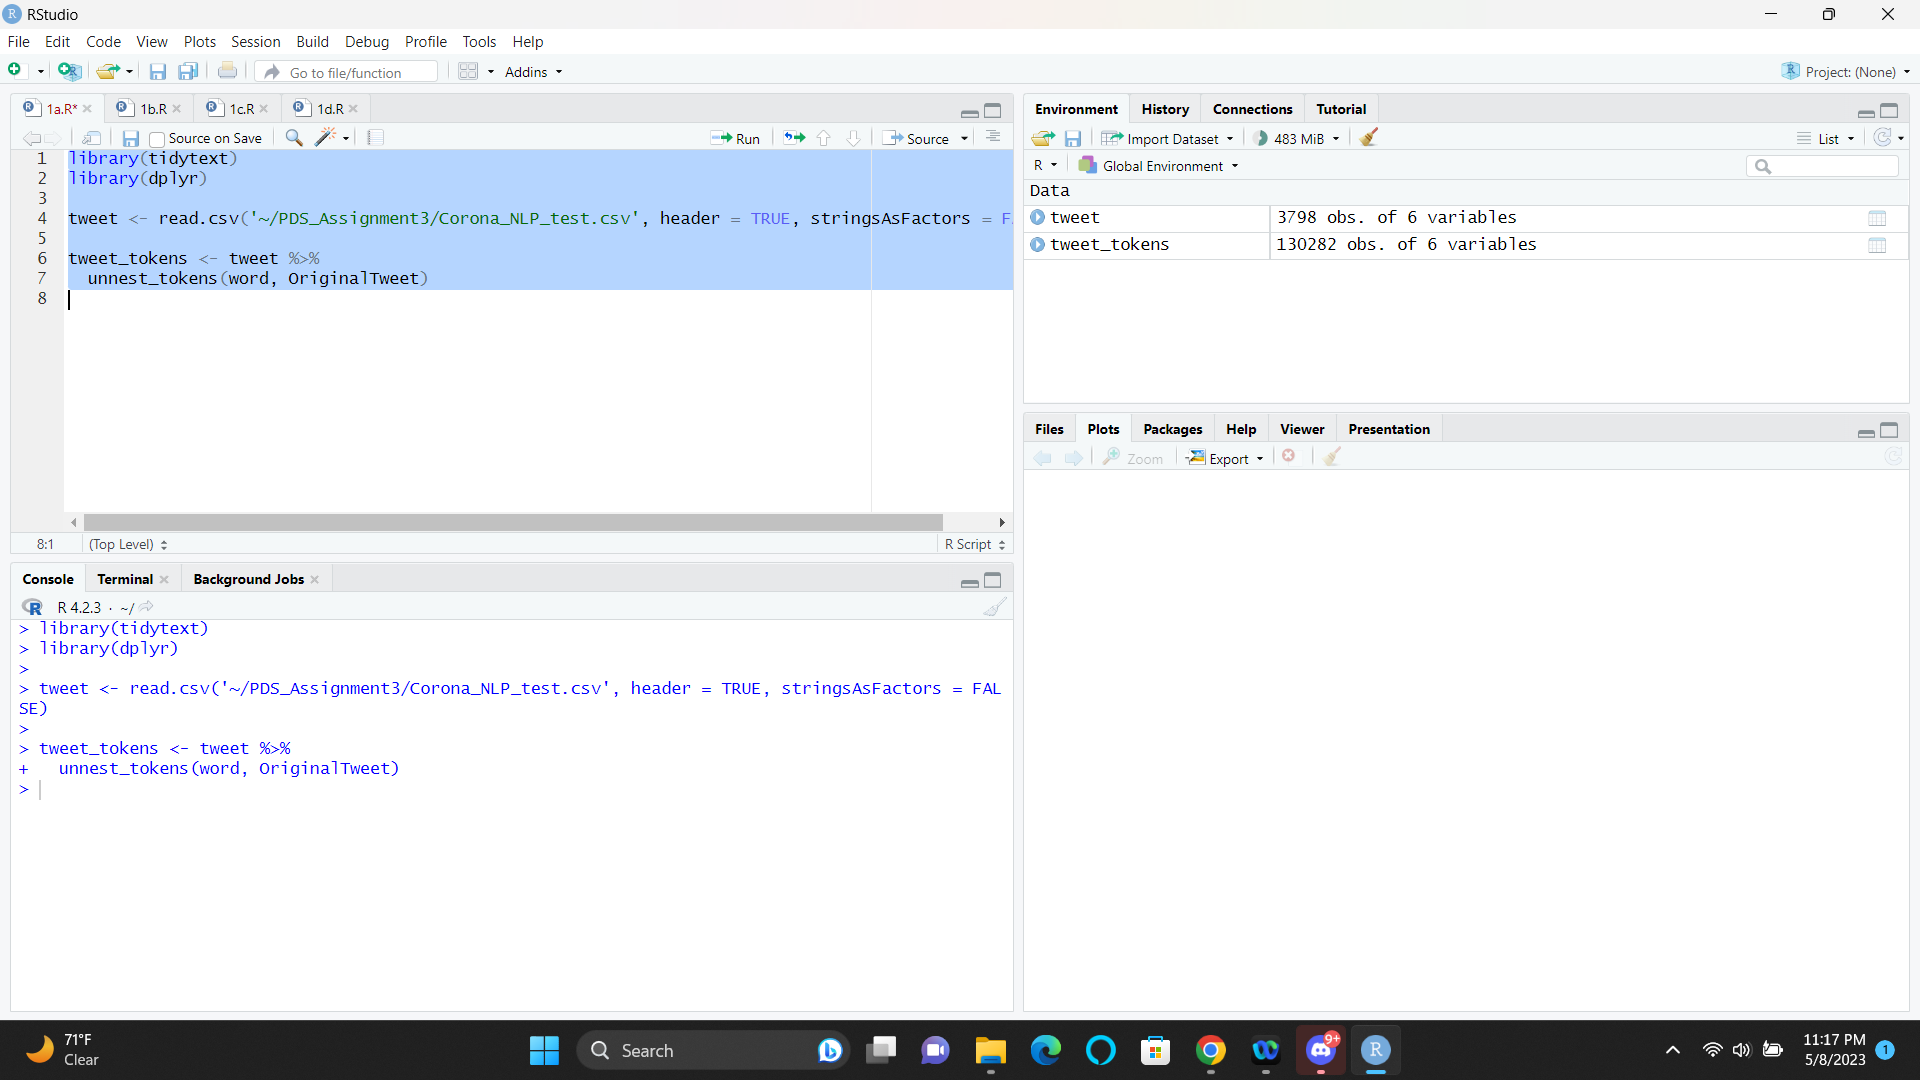 RStudio
File Edit Code View Plots Session Build Debug Profile Tools Help
Go to file/function
Addins
Project: (None)
1a.R* 1b.R 1c.R 1d.R
Source on Save
Run
Source
1 library(tidytext)
2 library(dplyr)
3
4 tweet <- read.csv('~/PDS_Assignment3/Corona_NLP_test.csv', header = TRUE, stringsAsFactors = F
5
6 tweet_tokens <- tweet %>%
7 unnest_tokens(word, OriginalTweet)
8
8:1 (Top Level) R Script
Console Terminal Background Jobs
R 4.2.3 · ~/
> library(tidytext)
> library(dplyr)
>
> tweet <- read.csv('~/PDS_Assignment3/Corona_NLP_test.csv', header = TRUE, stringsAsFactors = FAL
SE)
>
> tweet_tokens <- tweet %>%
+ unnest_tokens(word, OriginalTweet)
>
Environment History Connections Tutorial
Import Dataset 483 MiB List
R Global Environment
Data
tweet 3798 obs. of 6 variables
tweet_tokens 130282 obs. of 6 variables
Files Plots Packages Help Viewer Presentation
Zoom Export
71°F
Clear
Search
9+
R
11:17 PM
5/8/2023
1